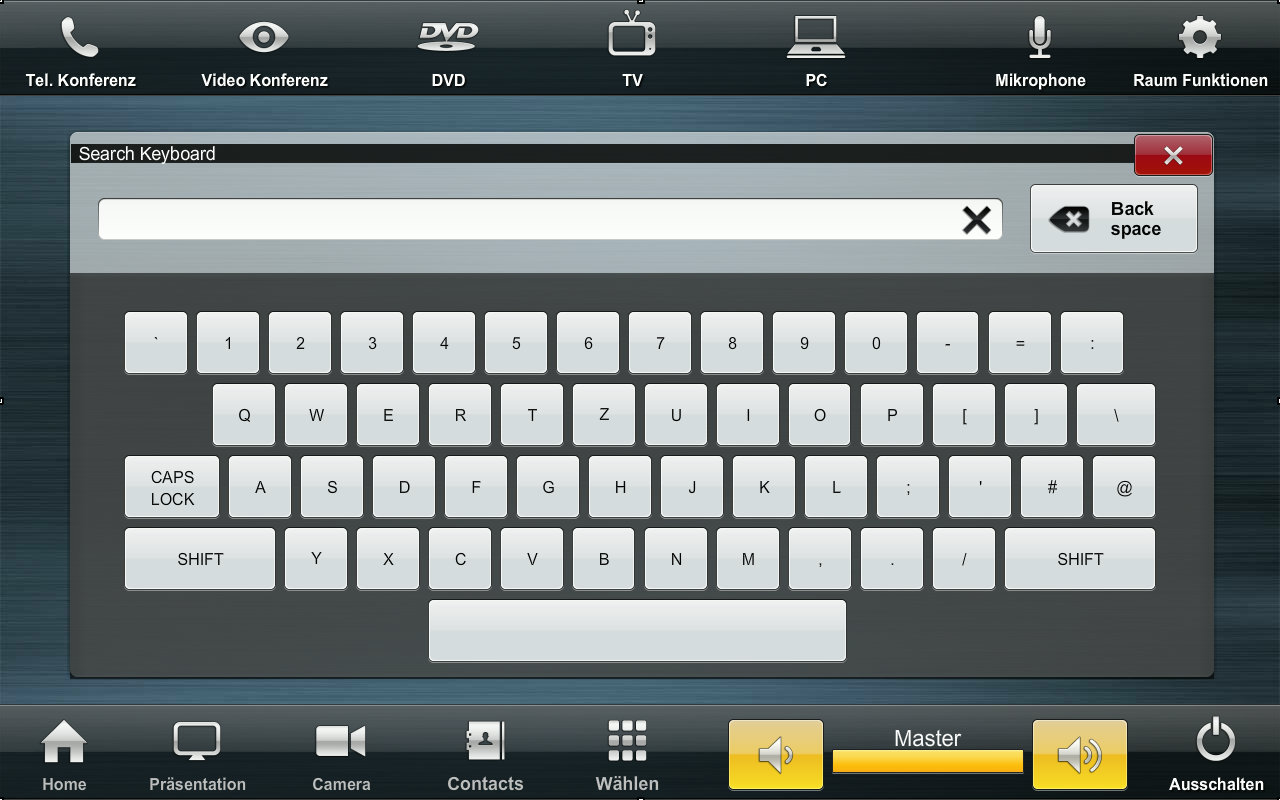 DVD
Tel. Konferenz Video Konferenz DVD TV PC Mikrophone Raum Funktionen
Search Keyboard
Back
space
` 1 2 3 4 5 6 7 8 9 0 - = :
Q W E R T Z U I O P [ ] \
CAPS
LOCK
A S D F G H J K L ; ' # @
SHIFT Y X C V B N M , . / SHIFT
Master
Home Präsentation Camera Contacts Wählen Ausschalten